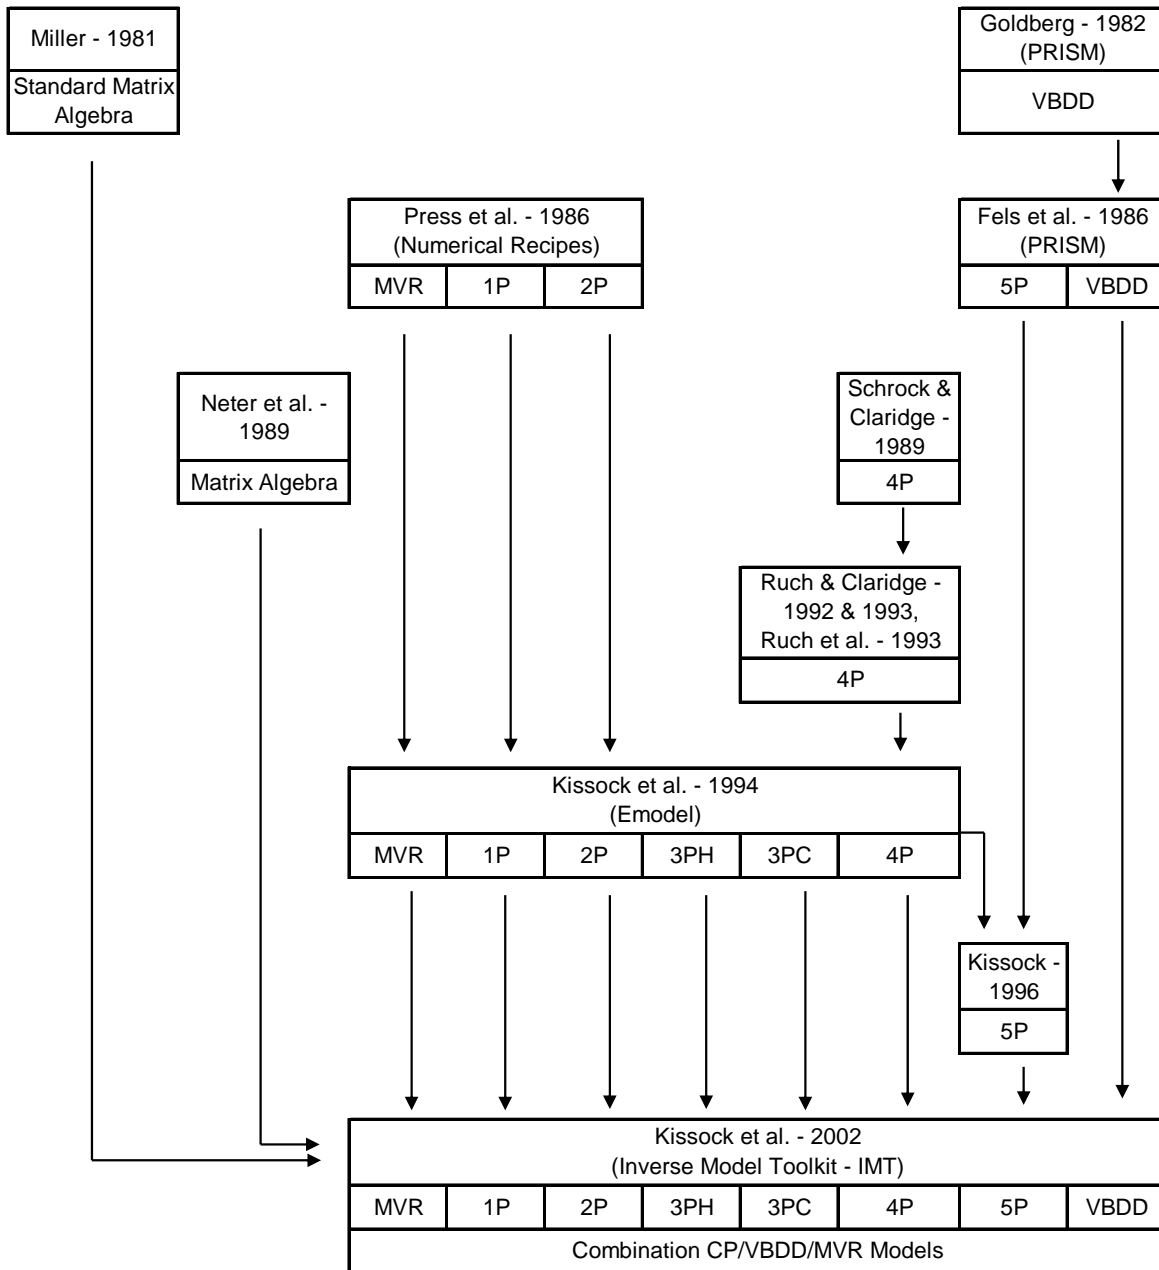 Miller - 1981
Standard Matrix
Algebra
Goldberg - 1982
(PRISM)
VBDD
Press et al. - 1986
(Numerical Recipes)
MVR 1P 2P
Fels et al. - 1986
(PRISM)
5P VBDD
Neter et al. -
1989
Matrix Algebra
Schrock &
Claridge -
1989
4P
Ruch & Claridge -
1992 & 1993,
Ruch et al. - 1993
4P
Kissock et al. - 1994
(Emodel)
MVR 1P 2P 3PH 3PC 4P
Kissock -
1996
5P
Kissock et al. - 2002
(Inverse Model Toolkit - IMT)
MVR 1P 2P 3PH 3PC 4P 5P VBDD
Combination CP/VBDD/MVR Models